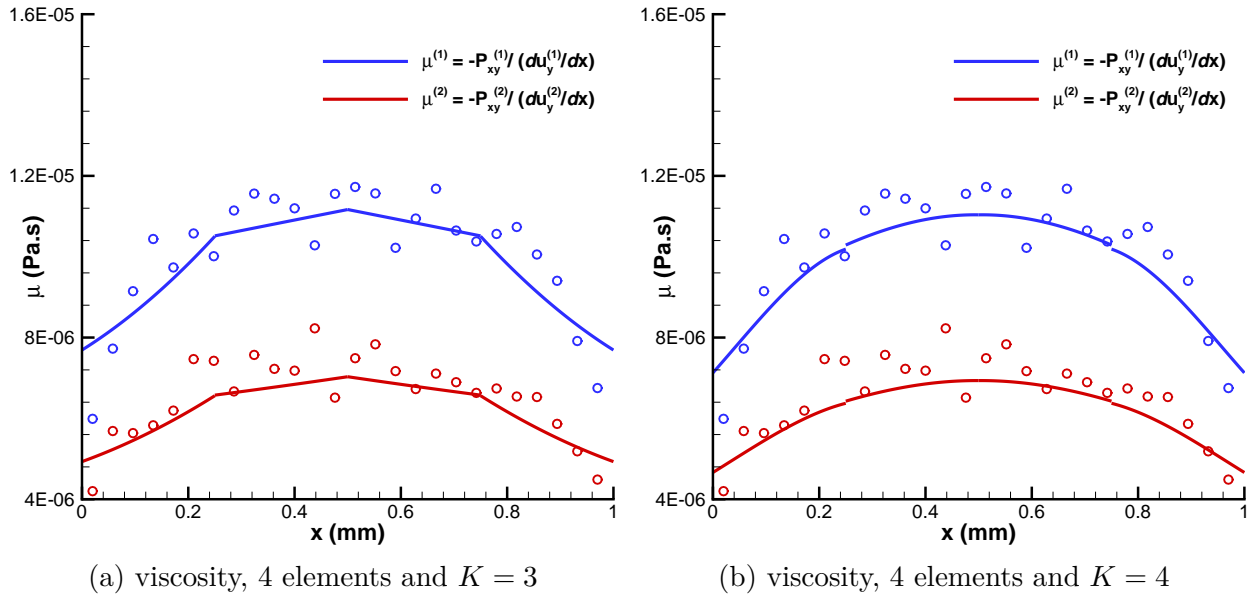 1.6E-05
1.2E-05
8E-06
4E-06
μ (Pa.s)
μ(1) = -Pxy(1)/ (duy(1)/dx)
μ(2) = -Pxy(2)/ (duy(2)/dx)
0 0.2 0.4 0.6 0.8 1
x (mm)
(a) viscosity, 4 elements and K = 3
1.6E-05
1.2E-05
8E-06
4E-06
μ (Pa.s)
μ(1) = -Pxy(1)/ (duy(1)/dx)
μ(2) = -Pxy(2)/ (duy(2)/dx)
0 0.2 0.4 0.6 0.8 1
x (mm)
(b) viscosity, 4 elements and K = 4